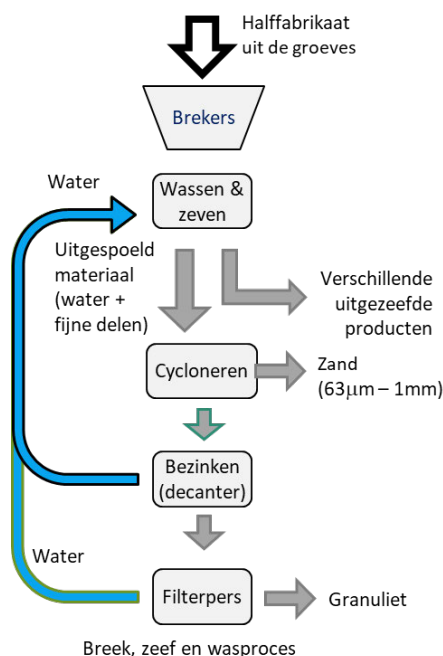 Halffabrikaat
uit de groeves
Brekers
Water
Wassen &
zeven
Uitgespoeld
materiaal
(water +
fijne delen)
Verschillende
uitgezeefde
producten
Cycloneren
Zand
(63μm – 1mm)
Bezinken
(decanter)
Water
Filterpers
Granuliet
Breek, zeef en wasproces